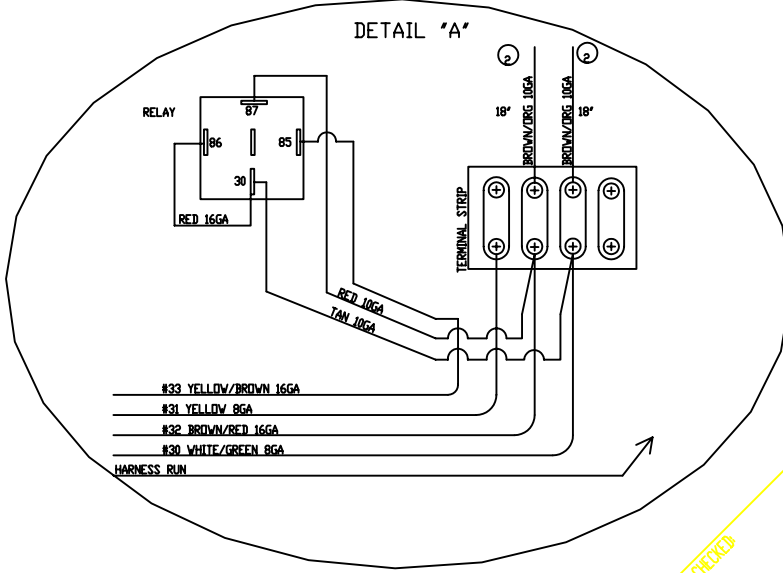 DETAIL "A"
2
2
18"
BROWN/ORG 10GA
BROWN/ORG 10GA
18"
RELAY
87
86
85
30
RED 16GA
TERMINAL STRIP
RED 10GA
TAN 10GA
#33 YELLOW/BROWN 16GA
#31 YELLOW 8GA
#32 BROWN/RED 16GA
#30 WHITE/GREEN 8GA
HARNESS RUN
CHECKED: